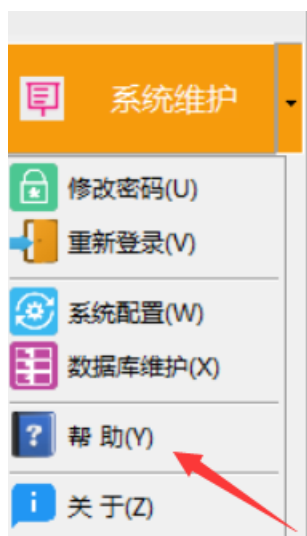 系统维护
修改密码(U)
重新登录(V)
系统配置(W)
数据库维护(X)
帮 助(Y)
关 于(Z)